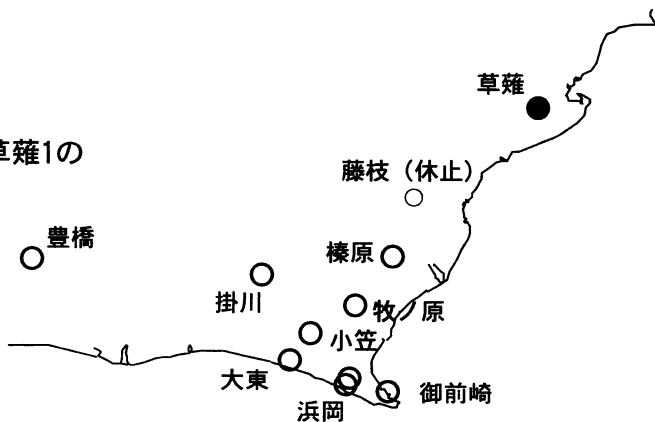 草薙
草薙1の
藤枝（休止）
豊橋
榛原
掛川
牧ノ原
小笠
大東
御前崎
浜岡